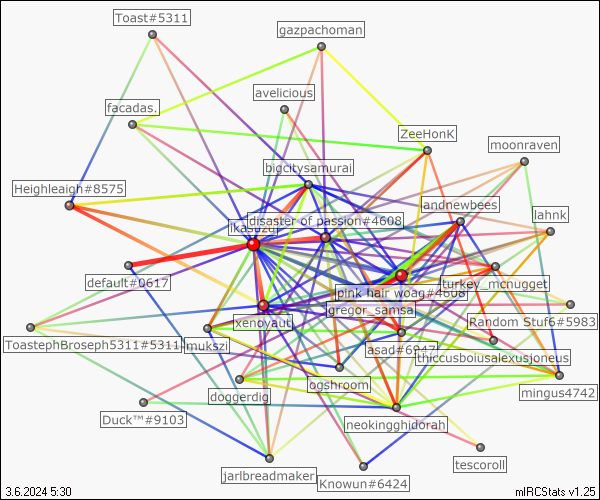 Toast#5311
gazpachoman
avelicious
facadas.
ZeeHonK
moonraven
bigcitysamurai
Heighleaigh#8575
andnewbees
lahnk
disaster of passion#4608
default#0617
turkey_mcnugget
pink hair woag#4608
gregor_samsa
xenoyaut
Random Stuf6#5983
ToastephBroseph5311#5311
mukszi
asad#6947
thiccusbousalexusjoneus
ogshroom
doggerdig
mingus4742
Duck™#9103
neokingghidorah
tescoroll
jarlbreadmaker
Knowun#6424
3.6.2024 5:30
mIRCStats v1.25